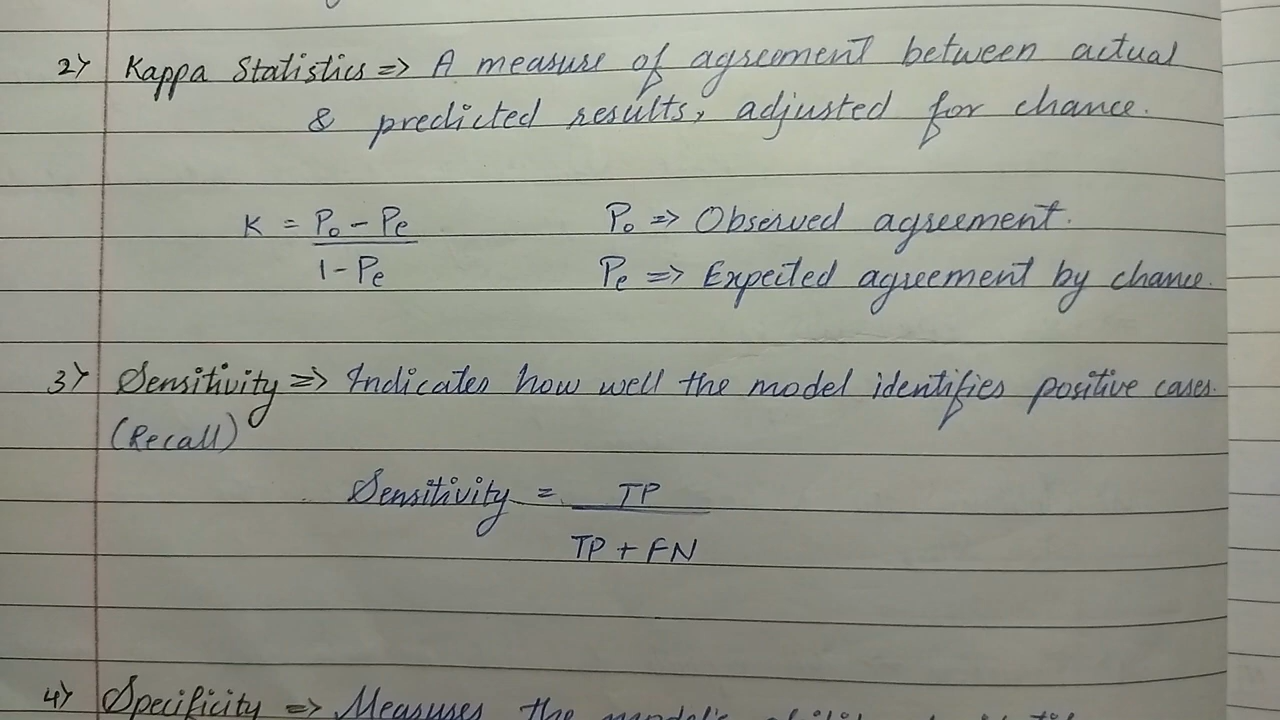 2> Kappa Statistics => A measure of agreement between actual
& predicted results, adjusted for chance.
K = Po - Pe / 1 - Pe
Po => Observed agreement.
Pe => Expected agreement by chance.
3> Sensitivity => Indicates how well the model identifies positive cases.
(Recall)
Sensitivity = TP / TP + FN
4> Specificity => Measures the model's